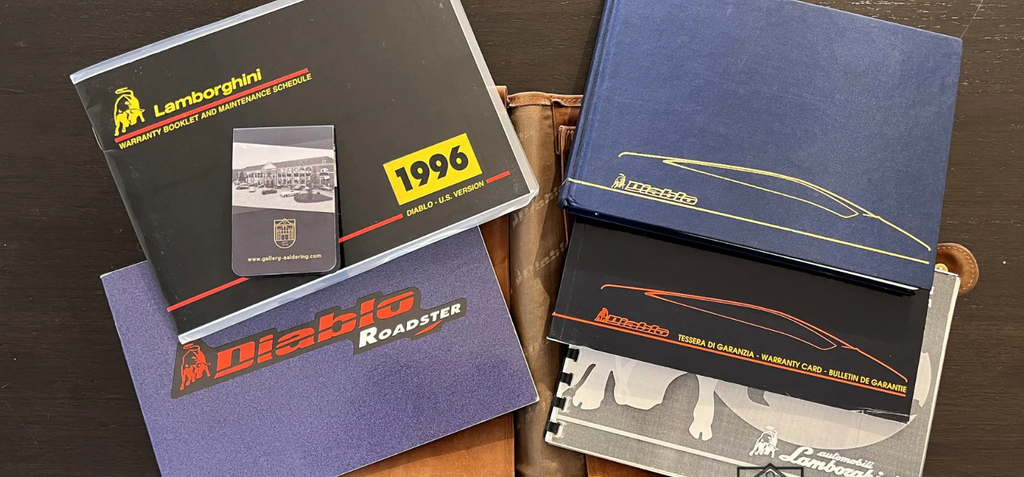 Lamborghini
WARRANTY BOOKLET AND MAINTENANCE SCHEDULE
1996
DIABLO - U.S. VERSION
www.gallery-aaldering.com
Diablo
ROADSTER
Diablo
Diablo
TESSERA DI GARANZIA - WARRANTY CARD - BULLETIN DE GARANTIE
automobili
Lamborghini